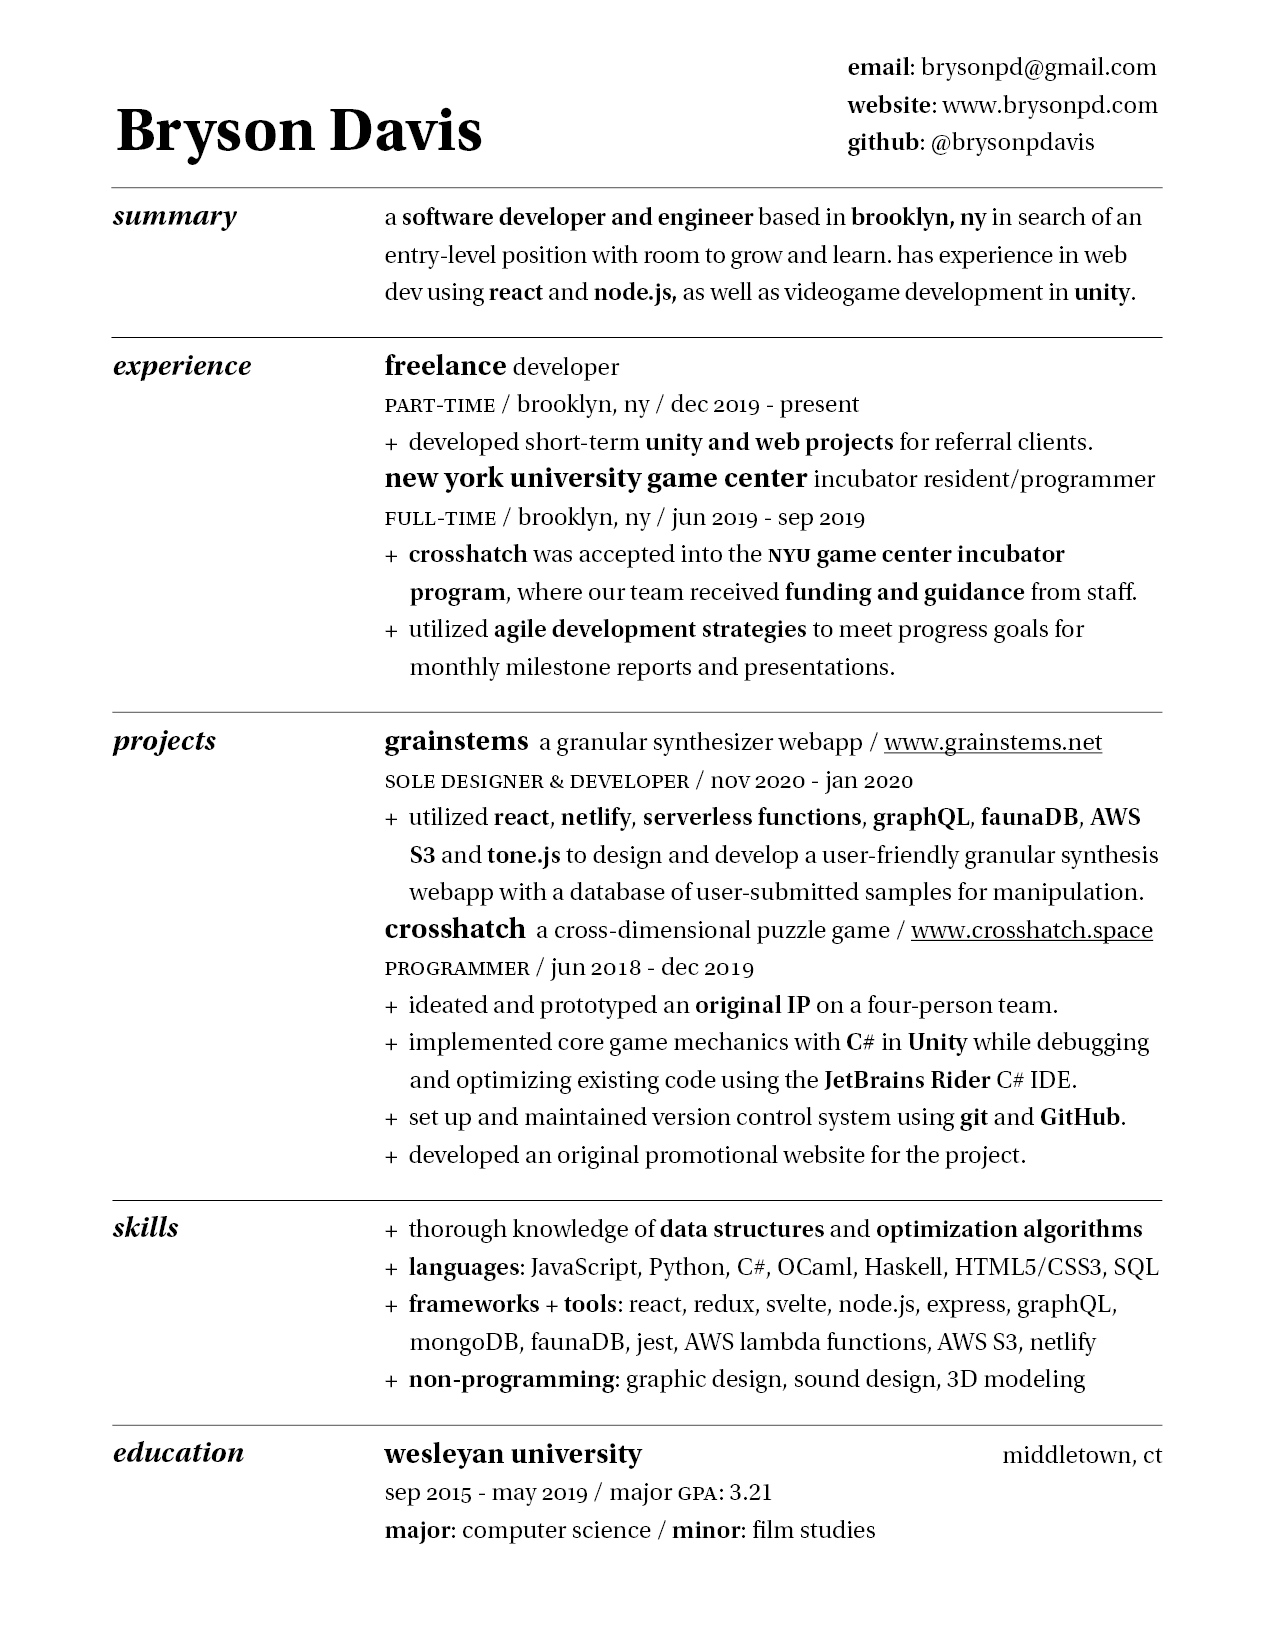 Bryson Davis
email: brysonpd@gmail.com
website: www.brysonpd.com
github: @brysonpdavis
summary
a software developer and engineer based in brooklyn, ny in search of an
entry-level position with room to grow and learn. has experience in web
dev using react and node.js, as well as videogame development in unity.
experience
freelance developer
PART-TIME / brooklyn, ny / dec 2019 - present
+ developed short-term unity and web projects for referral clients.
new york university game center incubator resident/programmer
FULL-TIME / brooklyn, ny / jun 2019 - sep 2019
+ crosshatch was accepted into the NYU game center incubator
program, where our team received funding and guidance from staff.
+ utilized agile development strategies to meet progress goals for
monthly milestone reports and presentations.
projects
grainstems a granular synthesizer webapp / www.grainstems.net
SOLE DESIGNER & DEVELOPER / nov 2020 - jan 2020
+ utilized react, netlify, serverless functions, graphQL, faunaDB, AWS
S3 and tone.js to design and develop a user-friendly granular synthesis
webapp with a database of user-submitted samples for manipulation.
crosshatch a cross-dimensional puzzle game / www.crosshatch.space
PROGRAMMER / jun 2018 - dec 2019
+ ideated and prototyped an original IP on a four-person team.
+ implemented core game mechanics with C# in Unity while debugging
and optimizing existing code using the JetBrains Rider C# IDE.
+ set up and maintained version control system using git and GitHub.
+ developed an original promotional website for the project.
skills
+ thorough knowledge of data structures and optimization algorithms
+ languages: JavaScript, Python, C#, OCaml, Haskell, HTML5/CSS3, SQL
+ frameworks + tools: react, redux, svelte, node.js, express, graphQL,
mongoDB, faunaDB, jest, AWS lambda functions, AWS S3, netlify
+ non-programming: graphic design, sound design, 3D modeling
education
wesleyan university middletown, ct
sep 2015 - may 2019 / major GPA: 3.21
major: computer science / minor: film studies